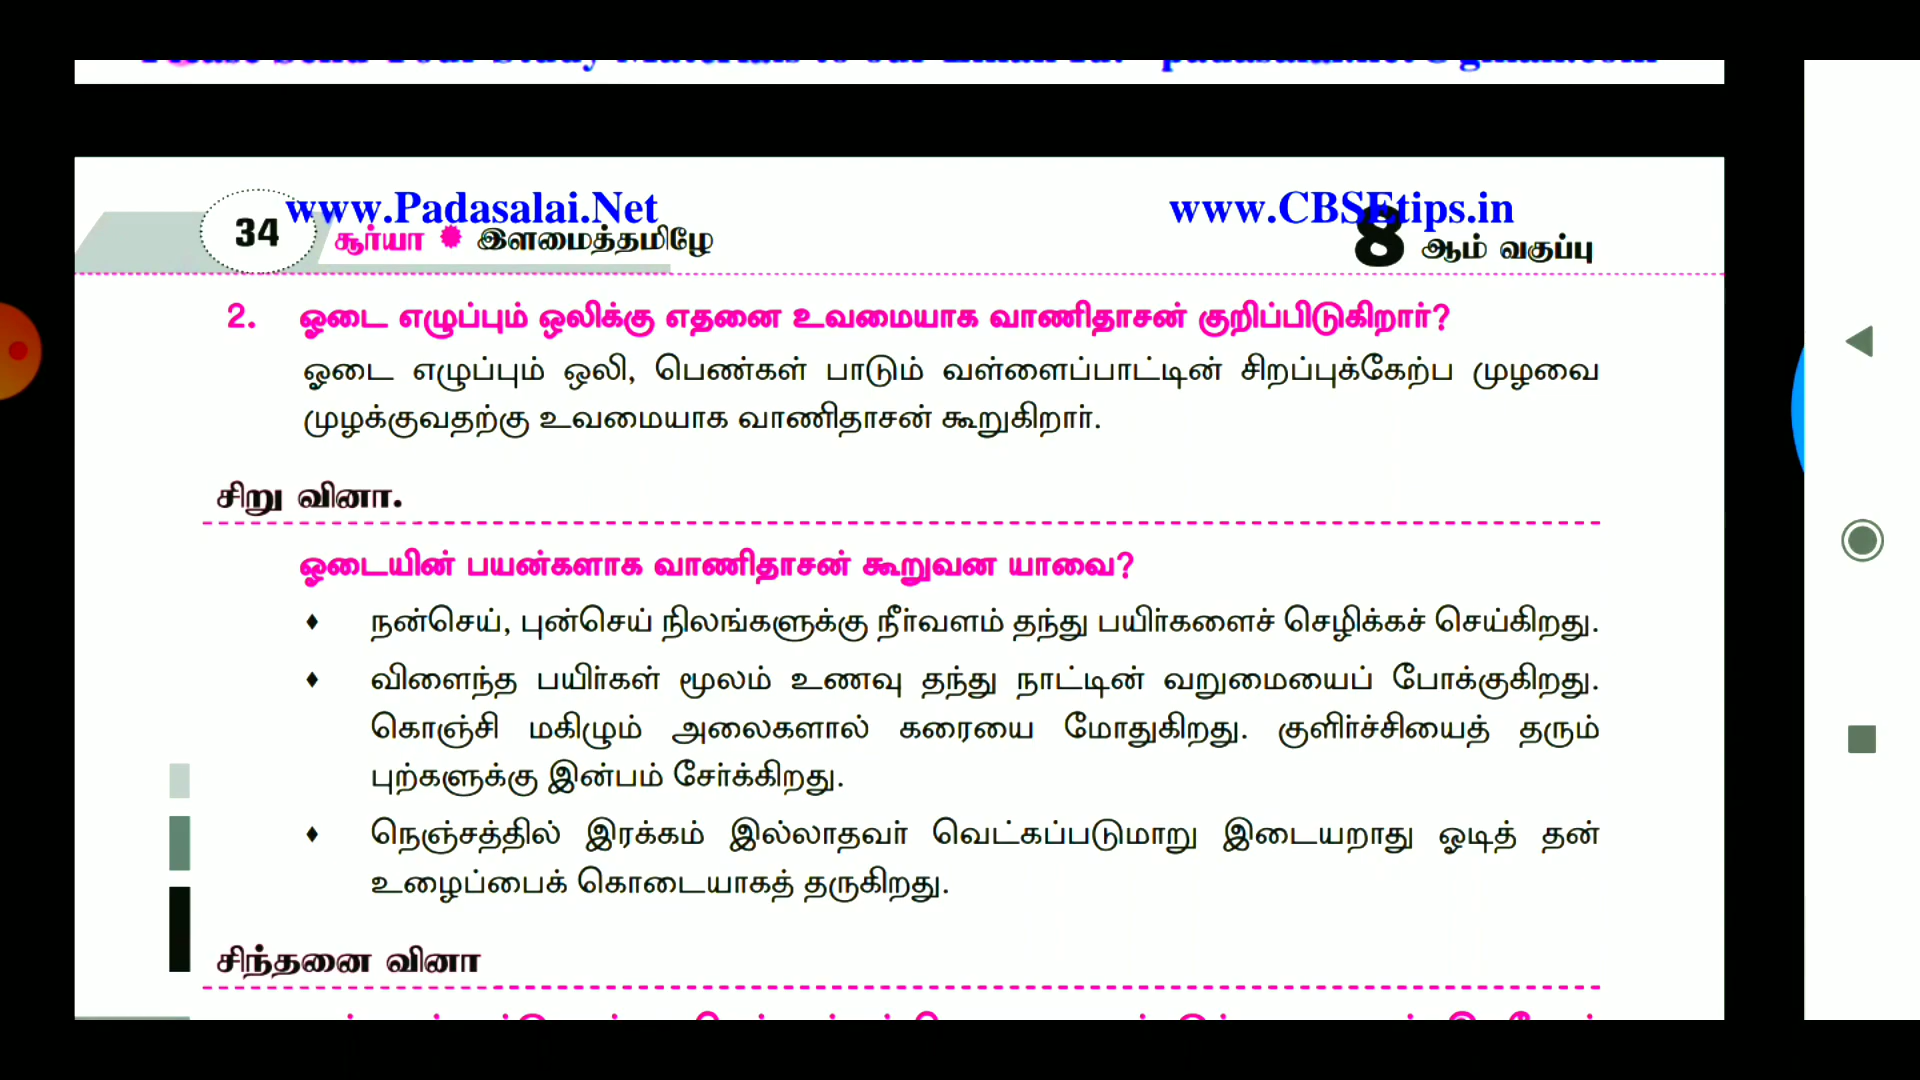 www.Padasalai.Net www.CBSEtips.in
34 சூர்யா இளமைத்தமிழே 8 ஆம் வகுப்பு
2. ஓடை எழுப்பும் ஒலிக்கு எதனை உவமையாக வாணிதாசன் குறிப்பிடுகிறார்?
ஓடை எழுப்பும் ஒலி, பெண்கள் பாடும் வள்ளைப்பாட்டின் சிறப்புக்கேற்ப முழவை
முழக்குவதற்கு உவமையாக வாணிதாசன் கூறுகிறார்.
சிறு வினா.
ஓடையின் பயன்களாக வாணிதாசன் கூறுவன யாவை?
♦ நன்செய், புன்செய் நிலங்களுக்கு நீர்வளம் தந்து பயிர்களைச் செழிக்கச் செய்கிறது.
♦ விளைந்த பயிர்கள் மூலம் உணவு தந்து நாட்டின் வறுமையைப் போக்குகிறது.
கொஞ்சி மகிழும் அலைகளால் கரையை மோதுகிறது. குளிர்ச்சியைத் தரும்
புற்களுக்கு இன்பம் சேர்க்கிறது.
♦ நெஞ்சத்தில் இரக்கம் இல்லாதவர் வெட்கப்படுமாறு இடையறாது ஓடித் தன்
உழைப்பைக் கொடையாகத் தருகிறது.
சிந்தனை வினா